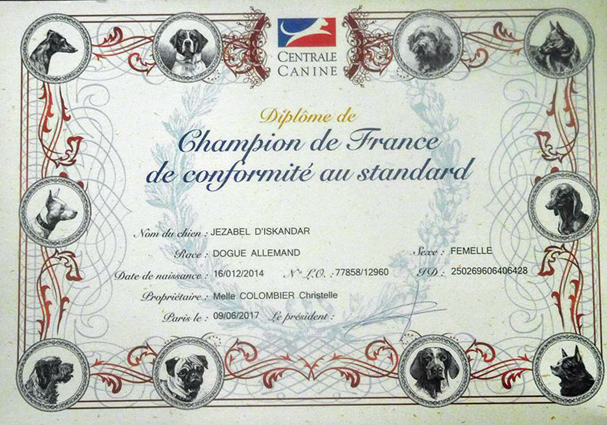 CENTRALE
CANINE
Diplôme de
Champion de France
de conformité au standard
Nom du chien : JEZABEL D'ISKANDAR
Race : DOGUE ALLEMAND Sexe : FEMELLE
Date de naissance : 16/012/2014 N° L.O. : 77858/12960 ID : 250269606406428
Propriétaire : Melle COLOMBIER Christelle
Paris le : 09/06/2017 Le président :